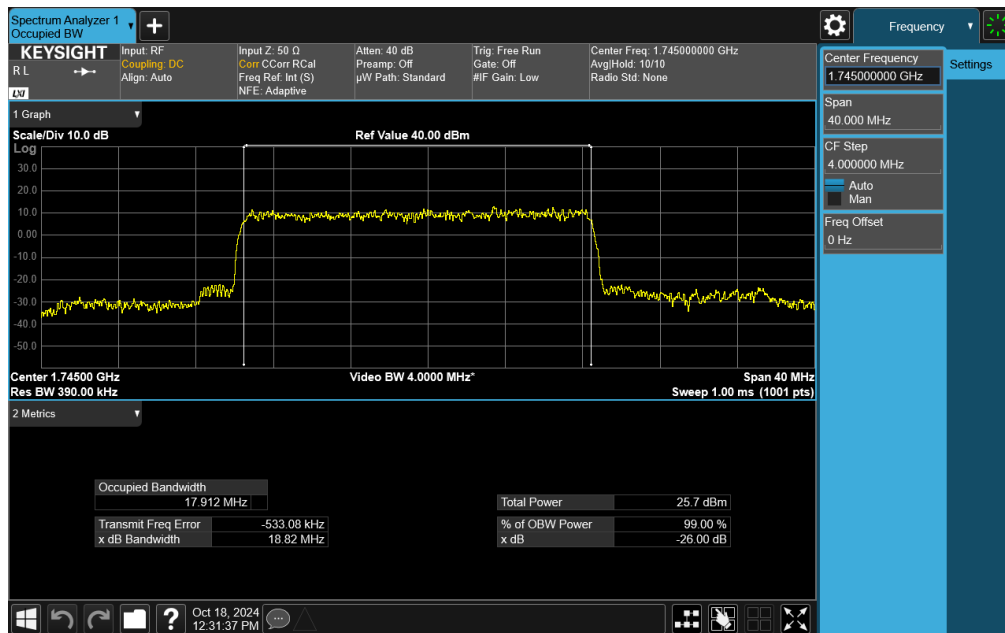 Spectrum Analyzer 1
Occupied BW
Frequency
KEYSIGHT
R L
LXI
Input: RF
Coupling: DC
Align: Auto
Input Z: 50 Ω
Corr CCorr RCal
Freq Ref: Int (S)
NFE: Adaptive
Atten: 40 dB
Preamp: Off
µW Path: Standard
Trig: Free Run
Gate: Off
#IF Gain: Low
Center Freq: 1.745000000 GHz
Avg|Hold: 10/10
Radio Std: None
Center Frequency
1.745000000 GHz
Settings
Span
40.000 MHz
CF Step
4.000000 MHz
Auto
Man
Freq Offset
0 Hz
1 Graph
Scale/Div 10.0 dB
Ref Value 40.00 dBm
Log
30.0
20.0
10.0
0.00
-10.0
-20.0
-30.0
-40.0
-50.0
Center 1.74500 GHz
Video BW 4.0000 MHz*
Span 40 MHz
Res BW 390.00 kHz
Sweep 1.00 ms (1001 pts)
2 Metrics
Occupied Bandwidth
17.912 MHz
Total Power 25.7 dBm
Transmit Freq Error -533.08 kHz
% of OBW Power 99.00 %
x dB Bandwidth 18.82 MHz
x dB -26.00 dB
Oct 18, 2024
12:31:37 PM